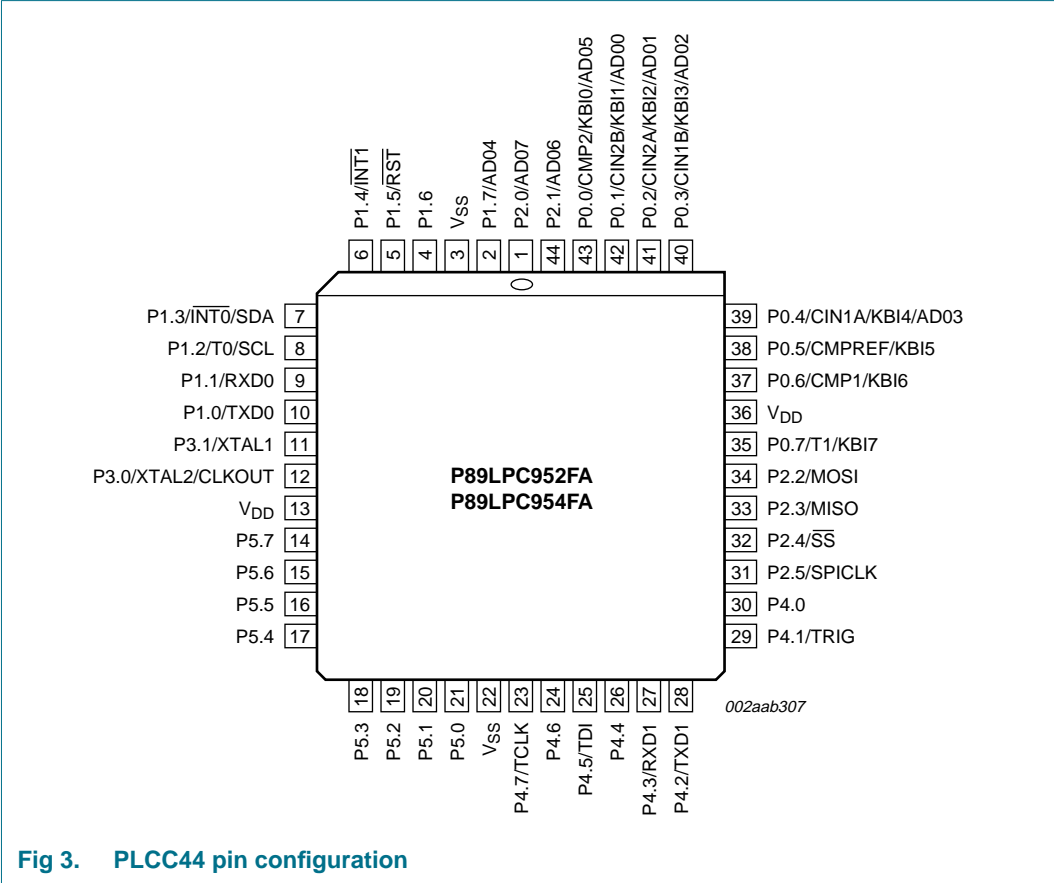 P1.4/INT1
P1.5/RST
P1.6
VSS
P1.7/AD04
P2.0/AD07
P2.1/AD06
P0.0/CMP2/KBI0/AD05
P0.1/CIN2B/KBI1/AD00
P0.2/CIN2A/KBI2/AD01
P0.3/CIN1B/KBI3/AD02
6 5 4 3 2 1 44 43 42 41 40
P1.3/INT0/SDA 7
P1.2/T0/SCL 8
P1.1/RXD0 9
P1.0/TXD0 10
P3.1/XTAL1 11
P3.0/XTAL2/CLKOUT 12
VDD 13
P5.7 14
P5.6 15
P5.5 16
P5.4 17
P89LPC952FA
P89LPC954FA
39 P0.4/CIN1A/KBI4/AD03
38 P0.5/CMPREF/KBI5
37 P0.6/CMP1/KBI6
36 VDD
35 P0.7/T1/KBI7
34 P2.2/MOSI
33 P2.3/MISO
32 P2.4/SS
31 P2.5/SPICLK
30 P4.0
29 P4.1/TRIG
18 19 20 21 22 23 24 25 26 27 28
P5.3
P5.2
P5.1
P5.0
VSS
P4.7/TCLK
P4.6
P4.5/TDI
P4.4
P4.3/RXD1
P4.2/TXD1
002aab307
Fig 3. PLCC44 pin configuration